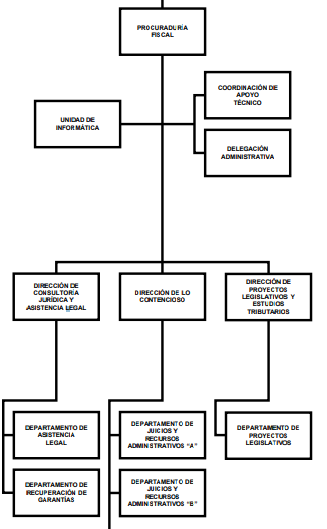 PROCURADURÍA
FISCAL
COORDINACIÓN DE
APOYO
TÉCNICO
UNIDAD DE
INFORMÁTICA
DELEGACIÓN
ADMINISTRATIVA
DIRECCIÓN DE
CONSULTORÍA
JURÍDICA Y
ASISTENCIA LEGAL
DIRECCIÓN DE LO
CONTENCIOSO
DIRECCIÓN DE
PROYECTOS
LEGISLATIVOS Y
ESTUDIOS
TRIBUTARIOS
DEPARTAMENTO DE
ASISTENCIA
LEGAL
DEPARTAMENTO DE
JUICIOS Y
RECURSOS
ADMINISTRATIVOS "A"
DEPARTAMENTO DE
PROYECTOS
LEGISLATIVOS
DEPARTAMENTO DE
RECUPERACIÓN DE
GARANTÍAS
DEPARTAMENTO DE
JUICIOS Y
RECURSOS
ADMINISTRATIVOS "B"